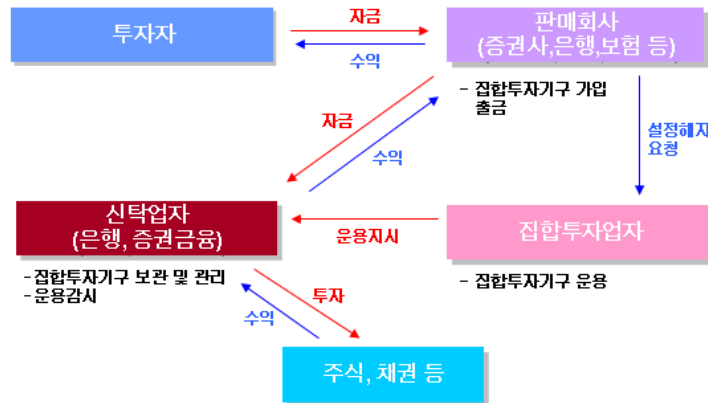 투자자
자금
수익
판매회사
(증권사,은행,보험 등)
- 집합투자기구 가입
출금
자금
수익
설정해지
요청
신탁업자
(은행, 증권금융)
운용지시
집합투자업자
-집합투자기구 보관 및 관리
-운용감시
- 집합투자기구 운용
투자
수익
주식, 채권 등